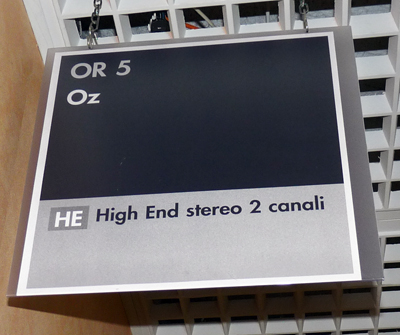 OR 5
Oz
HE High End stereo 2 canali